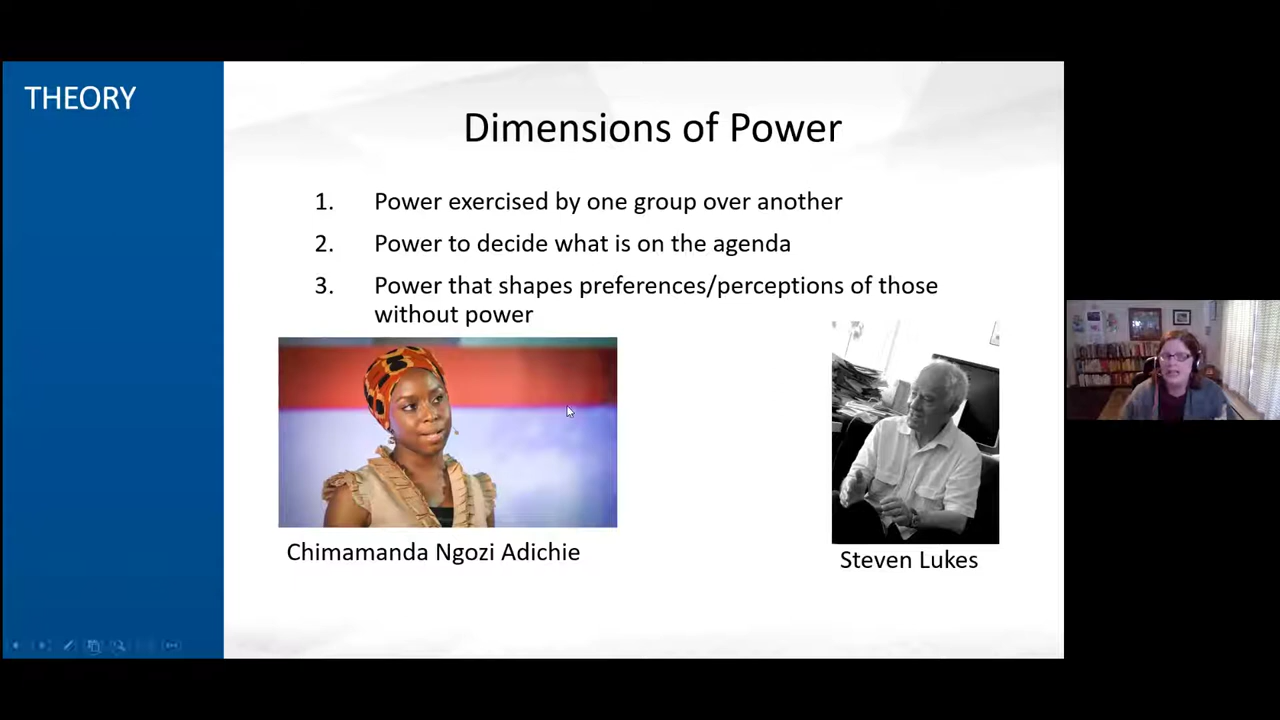 THEORY
Dimensions of Power
1. Power exercised by one group over another
2. Power to decide what is on the agenda
3. Power that shapes preferences/perceptions of those
without power
Chimamanda Ngozi Adichie
Steven Lukes